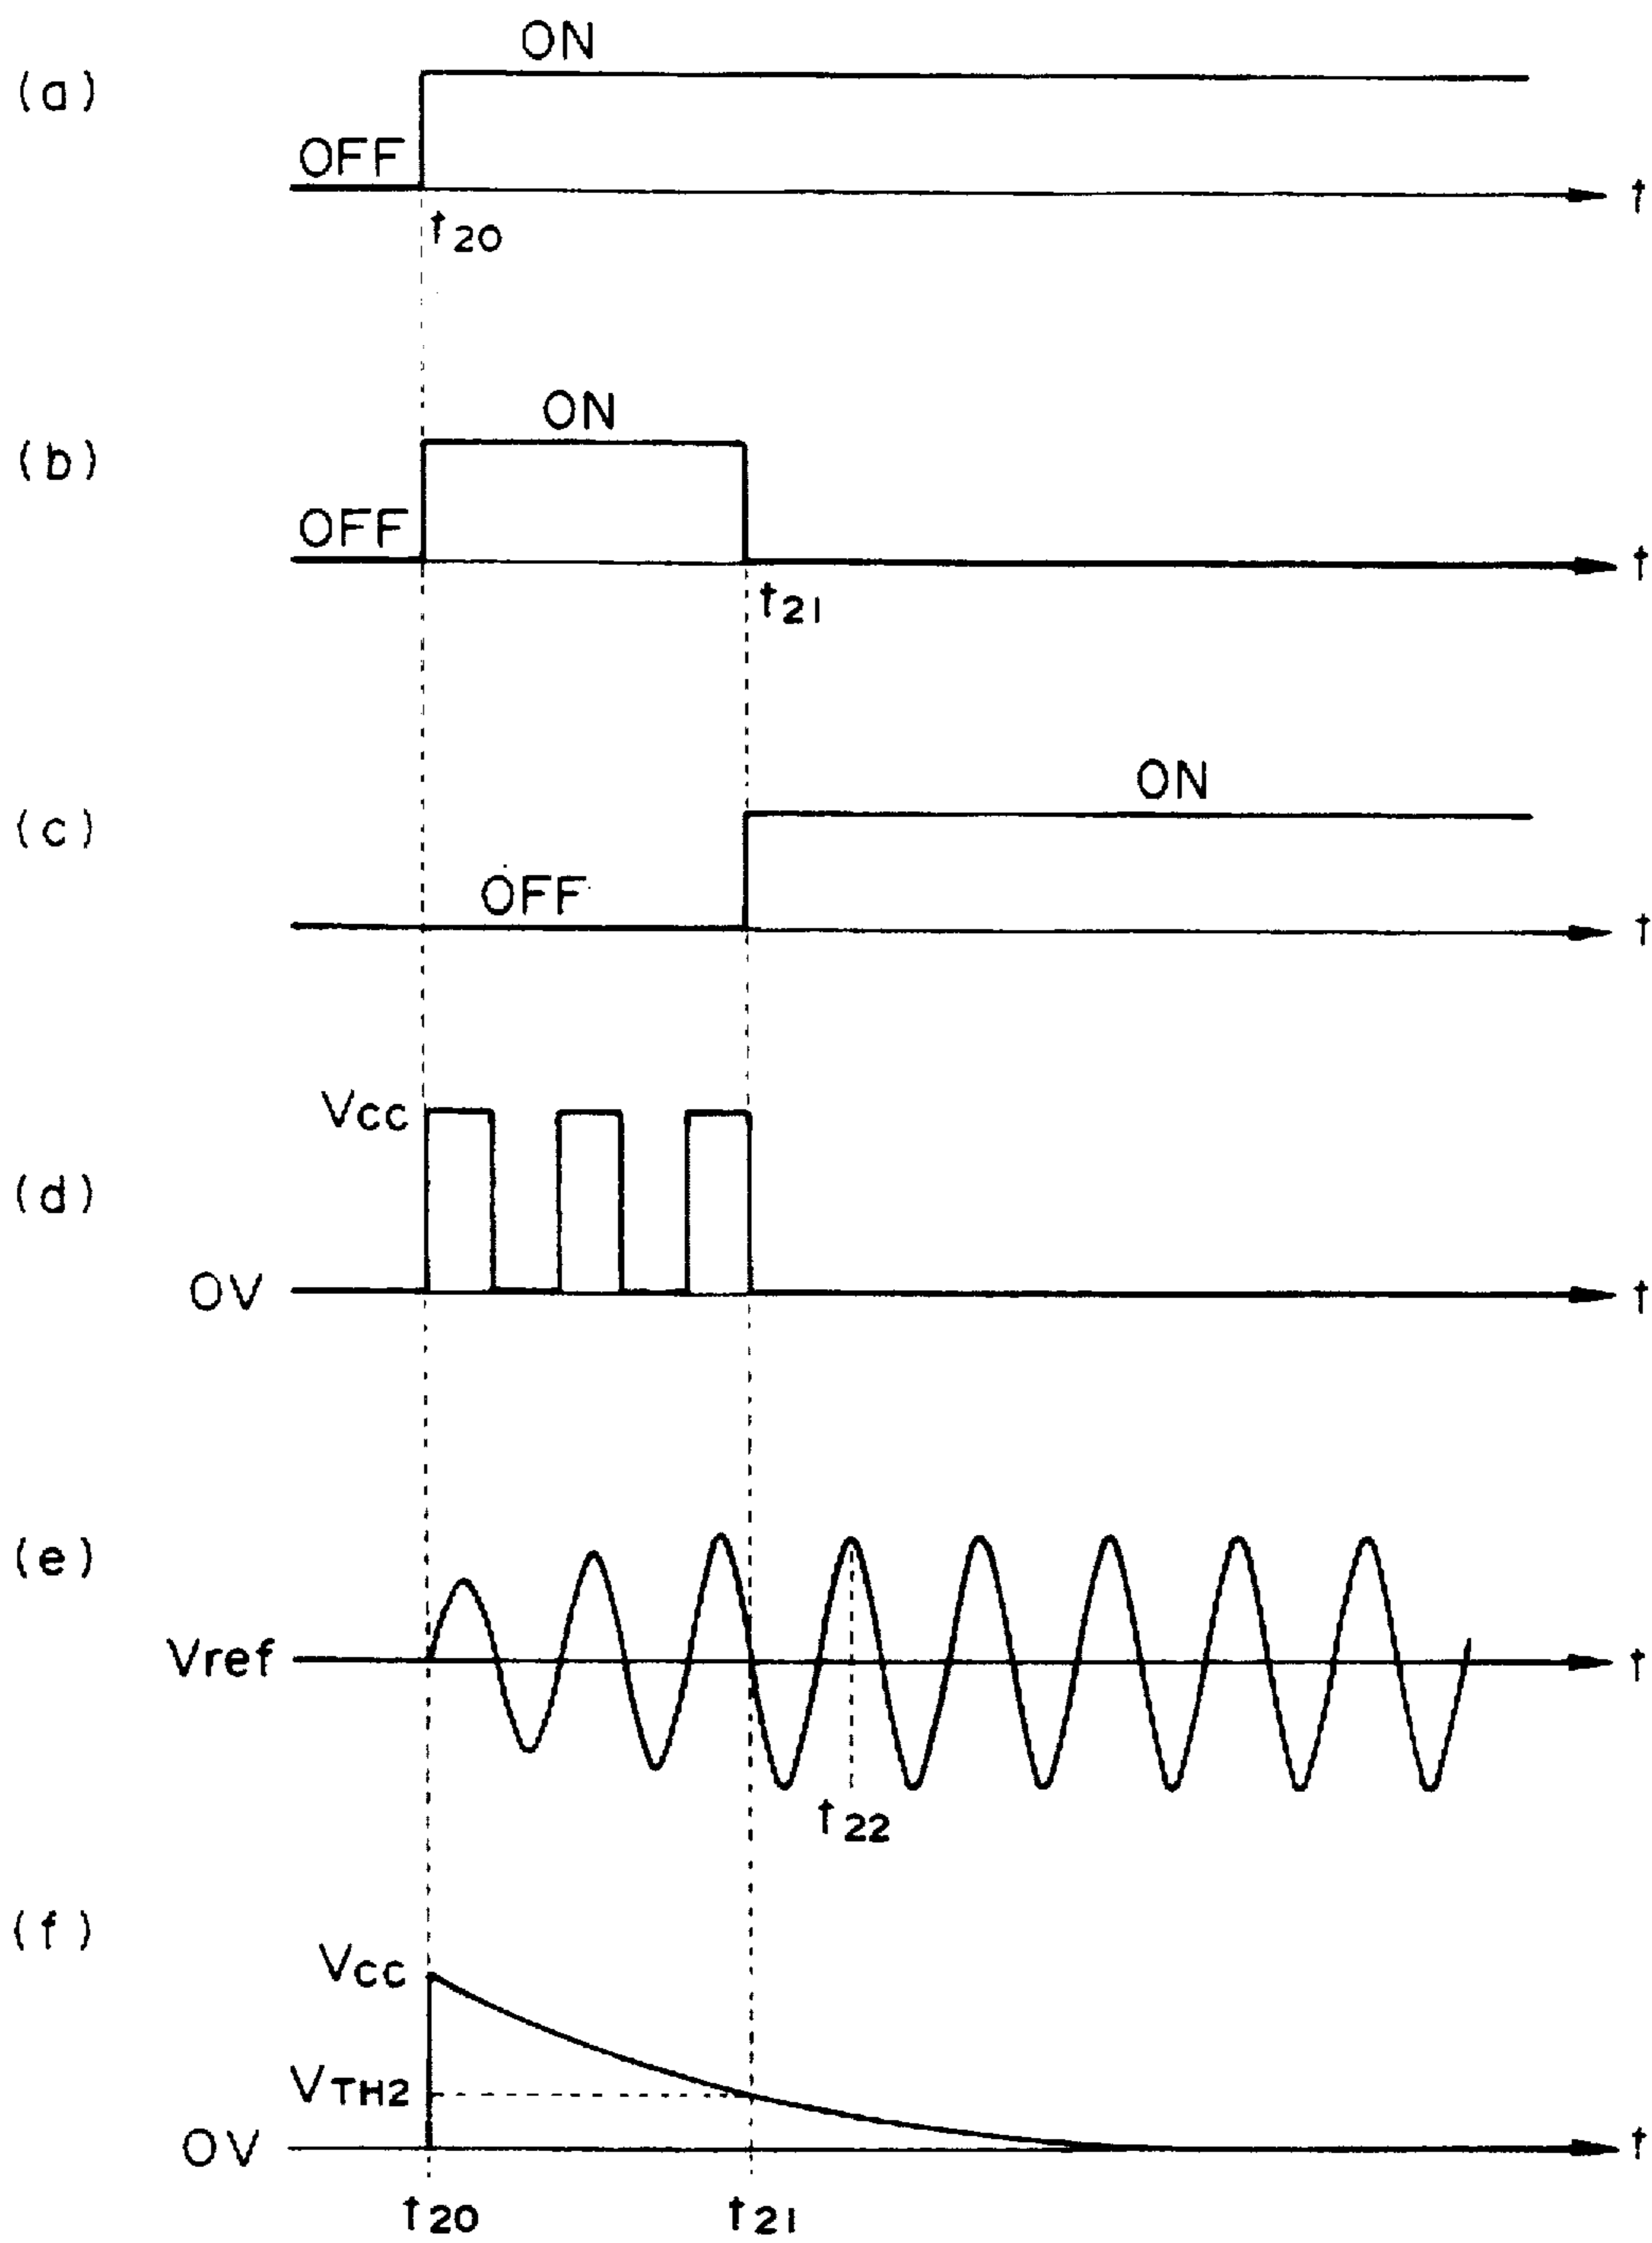 (a)
ON
OFF
t
t20
(b)
ON
OFF
t
t21
(c)
ON
OFF
t
(d)
Vcc
OV
t
(e)
Vref
t
t22
(f)
Vcc
VTH2
OV
t
t20
t21